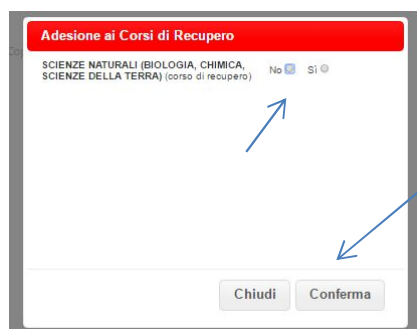 Adesione ai Corsi di Recupero
SCIENZE NATURALI (BIOLOGIA, CHIMICA, No Sì
SCIENZE DELLA TERRA) (corso di recupero)
Chiudi Conferma